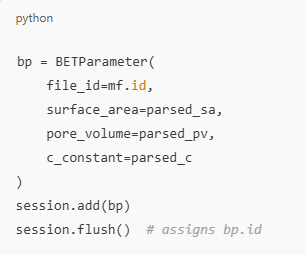 python
bp = BETParameter(
    file_id=mf.id,
    surface_area=parsed_sa,
    pore_volume=parsed_pv,
    c_constant=parsed_c
)
session.add(bp)
session.flush()  # assigns bp.id